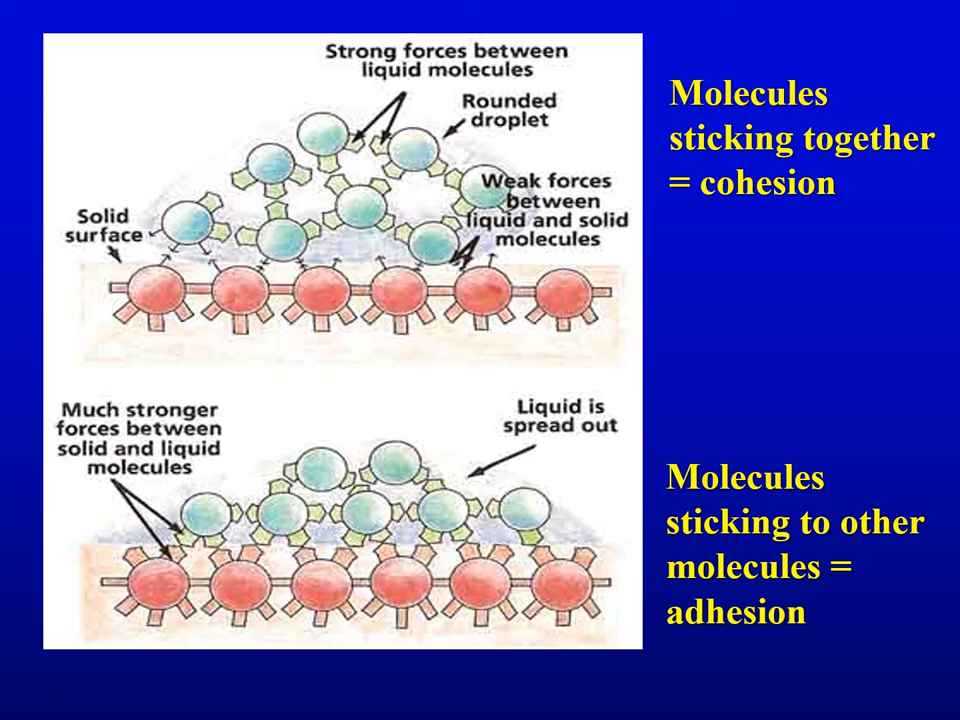 Strong forces between
liquid molecules
Rounded
droplet
Weak forces
between
liquid and solid
molecules
Solid
surface
Molecules
sticking together
= cohesion
Much stronger
forces between
solid and liquid
molecules
Liquid is
spread out
Molecules
sticking to other
molecules =
adhesion